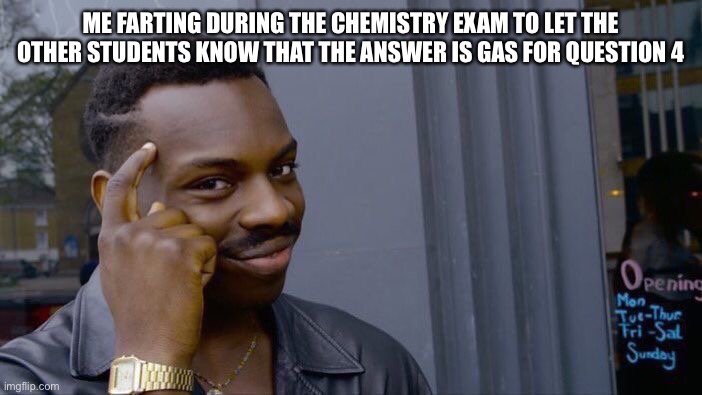 ME FARTING DURING THE CHEMISTRY EXAM TO LET THE
OTHER STUDENTS KNOW THAT THE ANSWER IS GAS FOR QUESTION 4
Opening
Mon
Tue-Thur
Fri -Sat
Sunday
imgflip.com